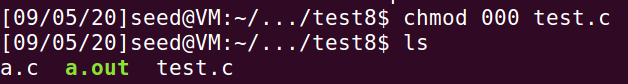 [09/05/20]seed@VM:~/.../test8$ chmod 000 test.c
[09/05/20]seed@VM:~/.../test8$ ls
a.c  a.out  test.c